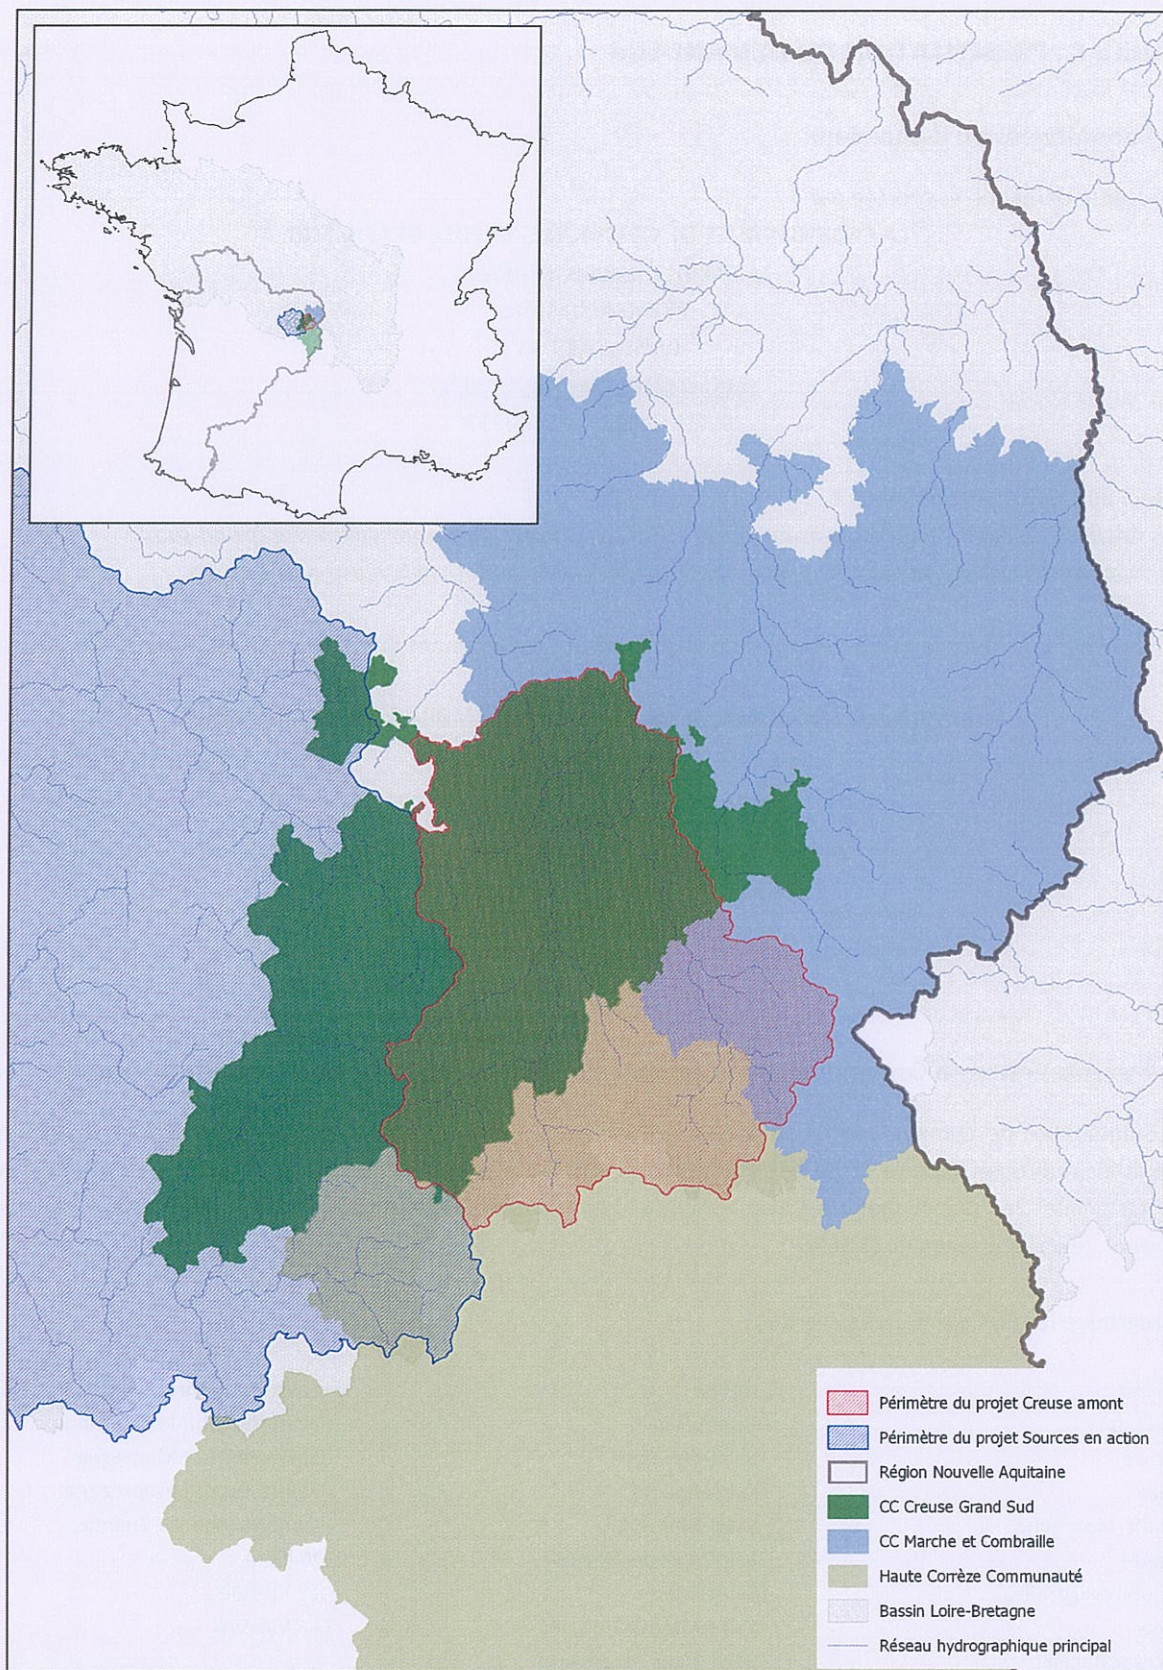 Périmètre du projet Creuse amont
Périmètre du projet Sources en action
Région Nouvelle Aquitaine
CC Creuse Grand Sud
CC Marche et Combraille
Haute Corrèze Communauté
Bassin Loire-Bretagne
Réseau hydrographique principal